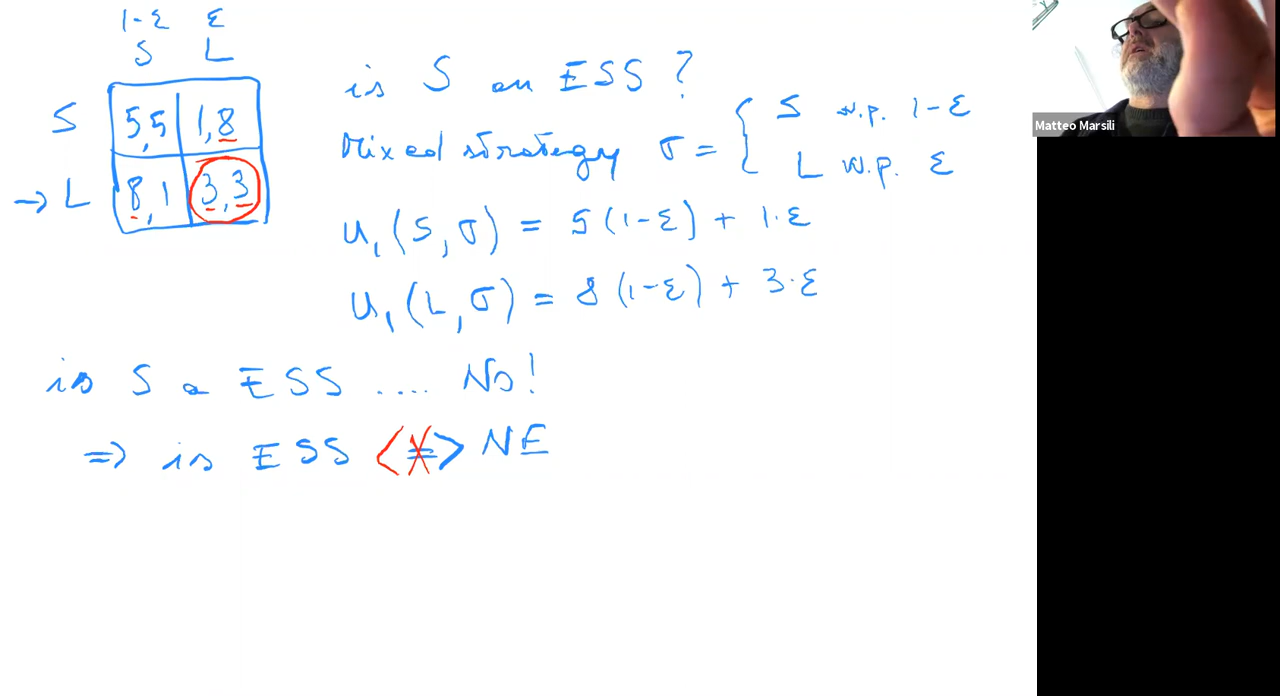 1-ε ε
S L
S 5,5 1,8
→ L 8,1 3,3
is S an ESS ?
Mixed strategy σ = { S w.p. 1-ε
L w.p. ε
u₁(S,σ) = 5(1-ε) + 1·ε
u₁(L,σ) = 8(1-ε) + 3·ε
is S a ESS .... No!
⇒ is ESS <=> NE
Matteo Marsili